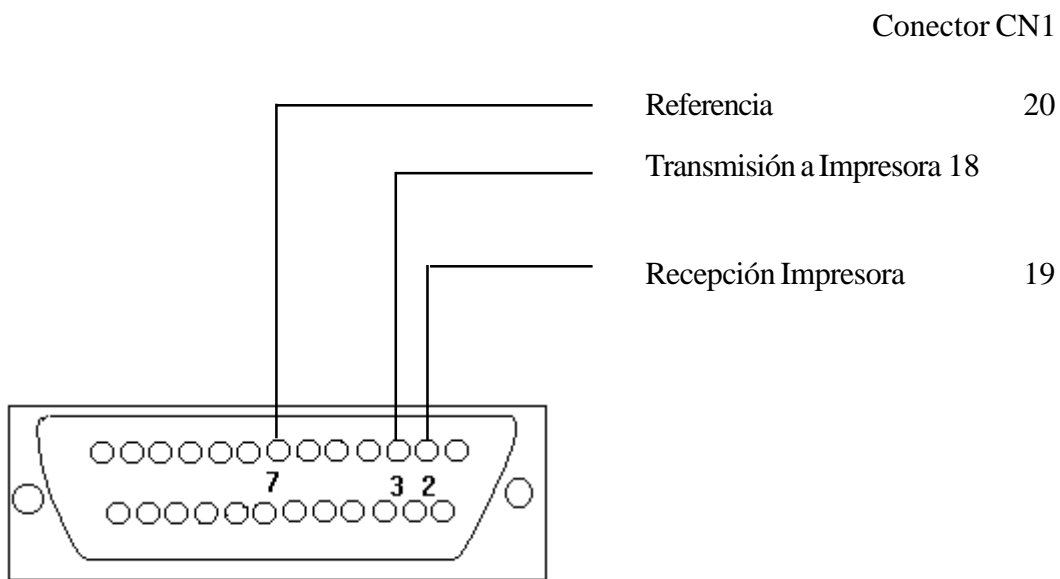 Conector CN1
Referencia 20
Transmisión a Impresora 18
Recepción Impresora 19
7 3 2